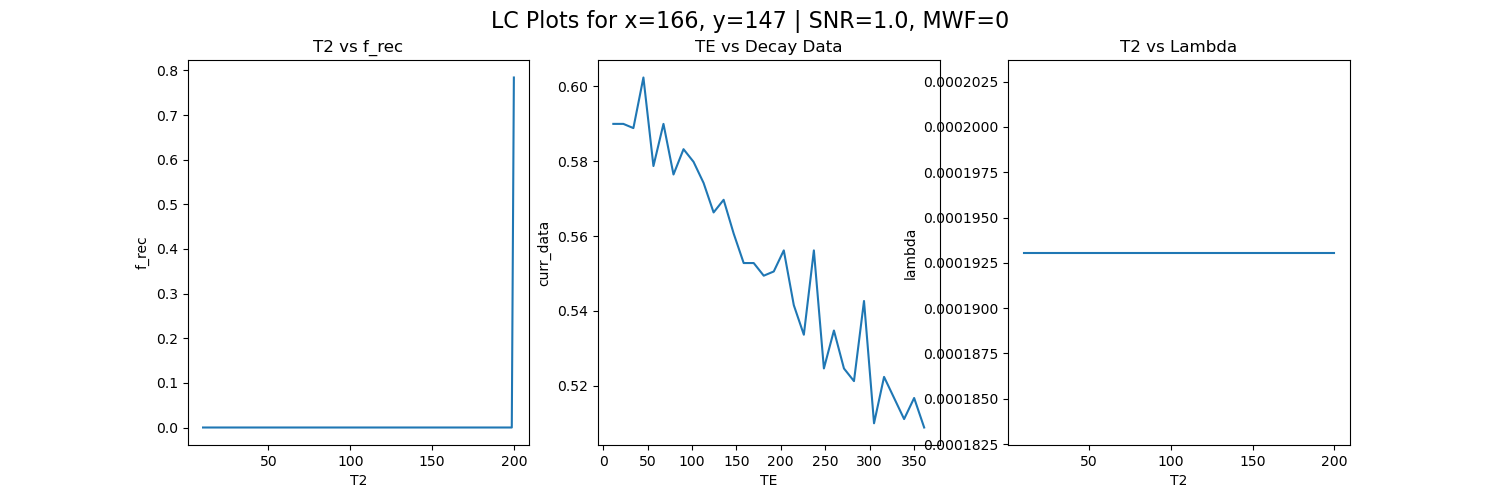 LC Plots for x=166, y=147 | SNR=1.0, MWF=0
T2 vs f_rec
0.8
0.7
0.6
0.5
0.4
0.3
0.2
0.1
0.0
f_rec
50 100 150 200
T2
TE vs Decay Data
0.60
0.58
0.56
0.54
0.52
curr_data
0 50 100 150 200 250 300 350
TE
T2 vs Lambda
0.0002025
0.0002000
0.0001975
0.0001950
0.0001925
0.0001900
0.0001875
0.0001850
0.0001825
lambda
50 100 150 200
T2